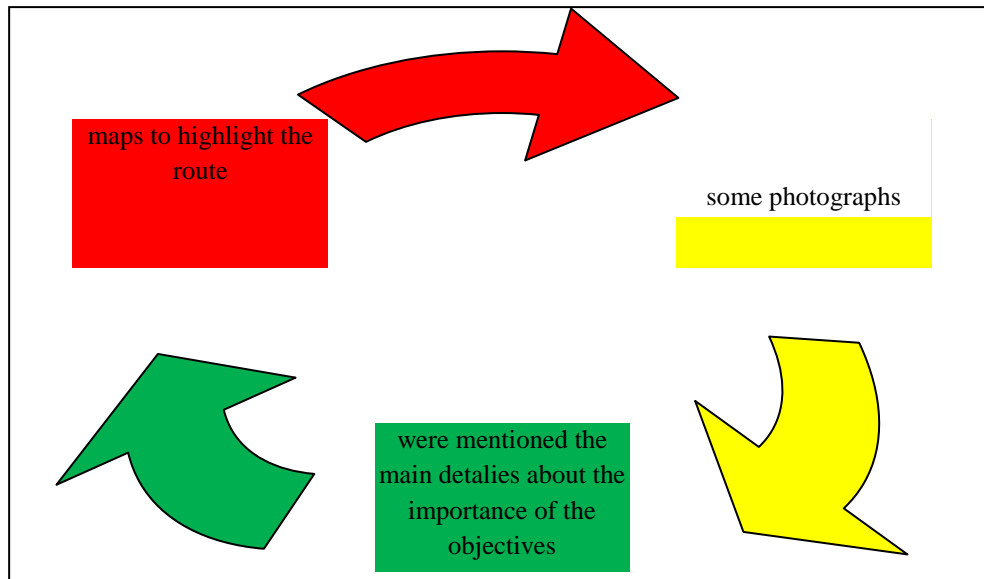 maps to highlight the
route
some photographs
were mentioned the
main detalies about the
importance of the
objectives